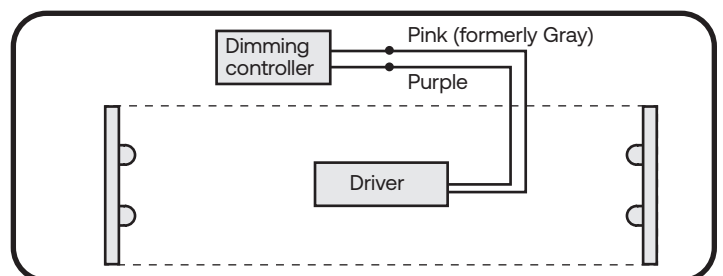 Dimming
controller
Pink (formerly Gray)
Purple
Driver